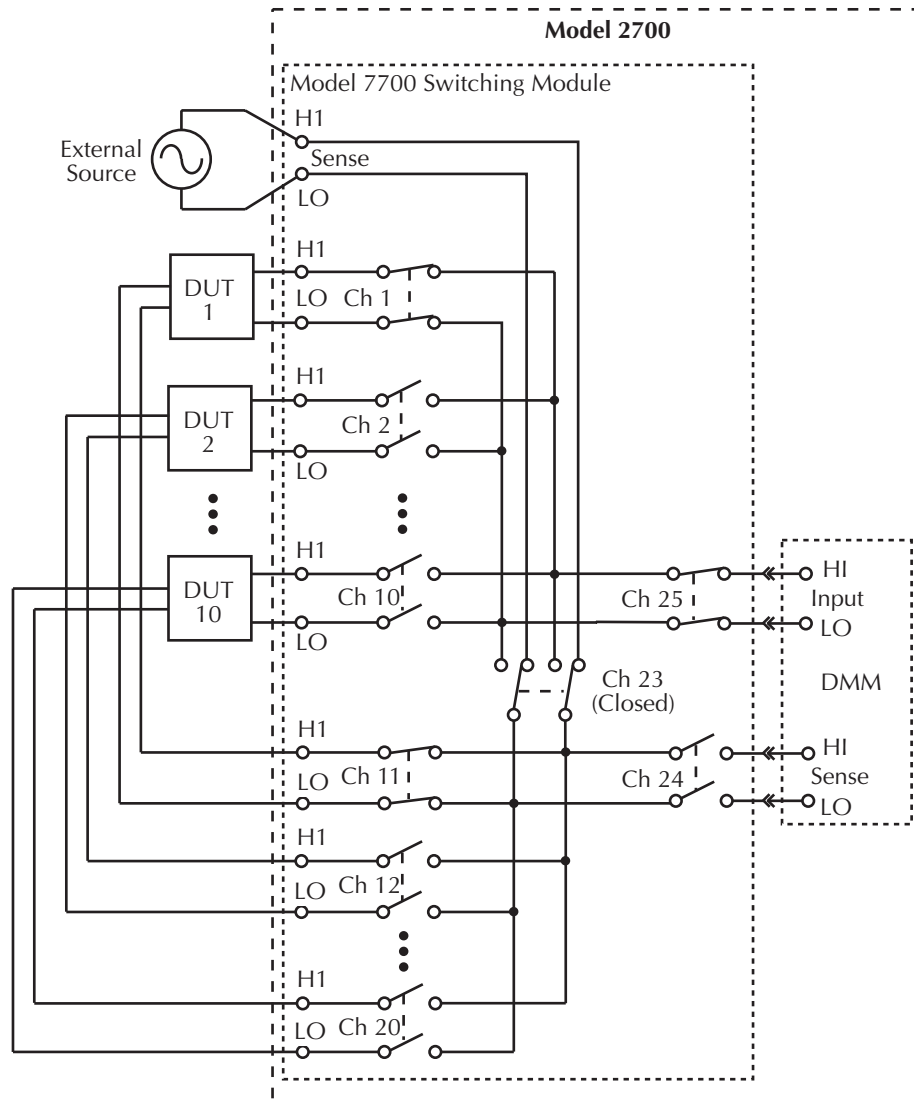 Model 2700
Model 7700 Switching Module
H1
External
Source
Sense
LO
H1
DUT
1
LO
Ch 1
H1
DUT
2
Ch 2
LO
H1
DUT
10
Ch 10
LO
Ch 25
HI
Input
LO
DMM
Ch 23
(Closed)
H1
LO
Ch 11
Ch 24
HI
Sense
LO
H1
LO
Ch 12
H1
LO
Ch 20